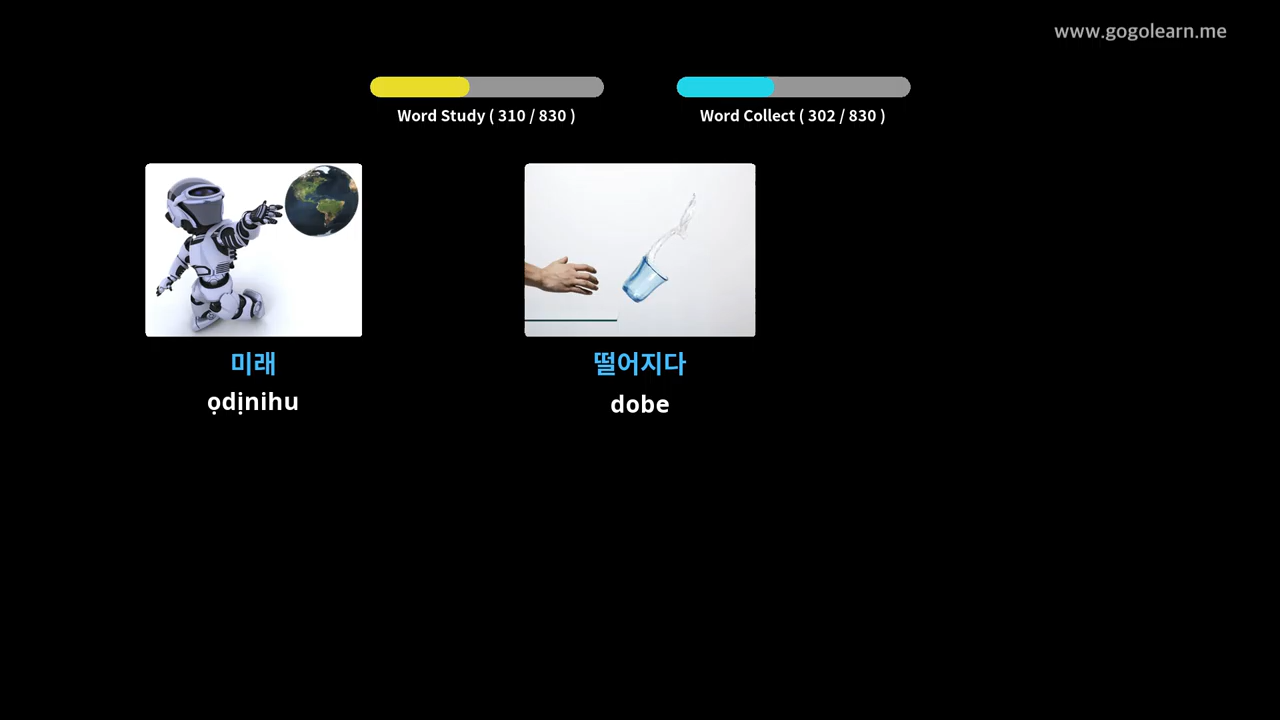 www.gogolearn.me
Word Study ( 310 / 830 )
Word Collect ( 302 / 830 )
미래
ọdịnihu
떨어지다
dobe